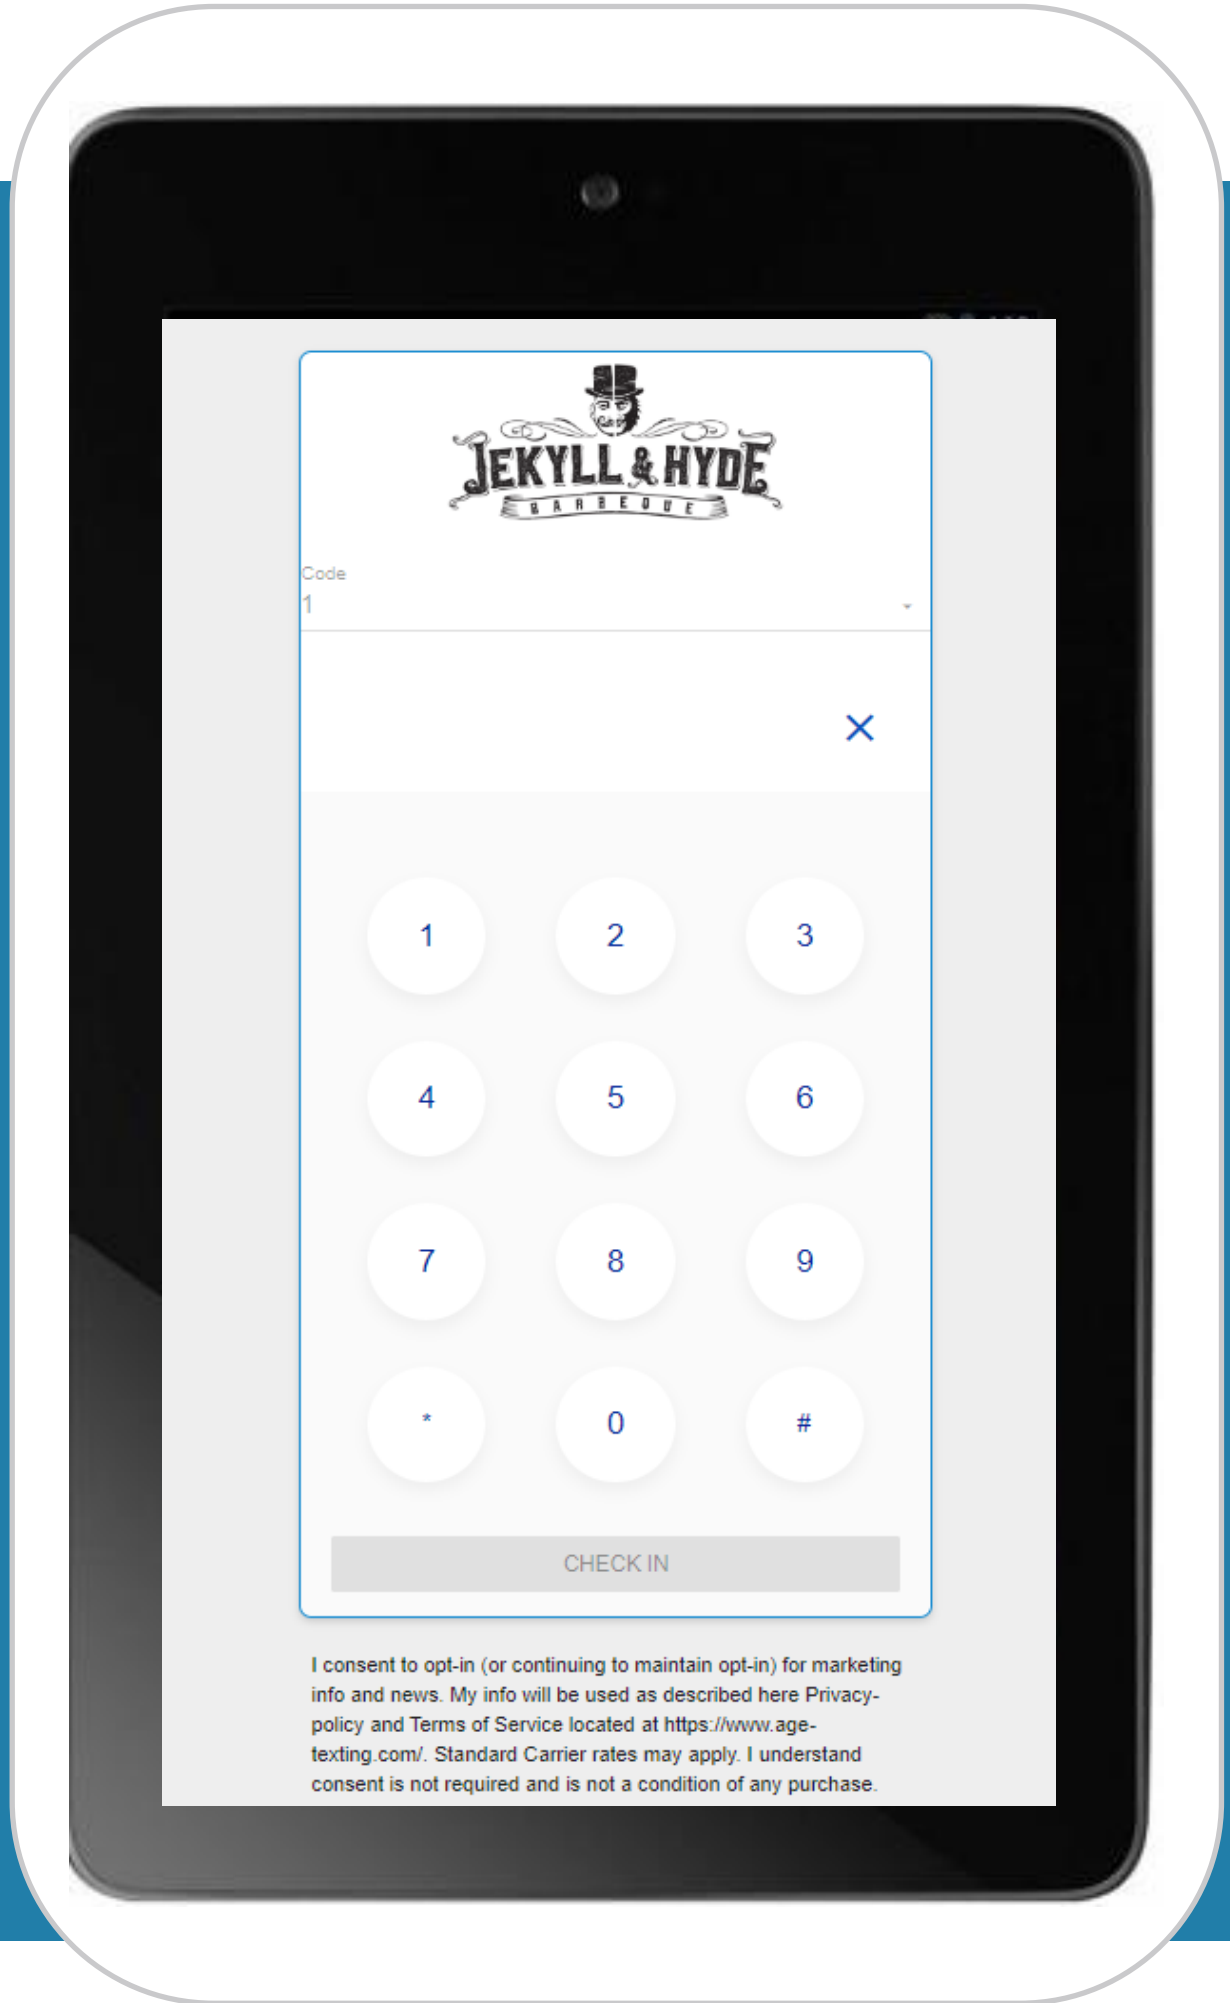 JEKYLL & HYDE
BARBEQUE
Code
1
1 2 3
4 5 6
7 8 9
* 0 #
CHECK IN
I consent to opt-in (or continuing to maintain opt-in) for marketing
info and news. My info will be used as described here Privacy-
policy and Terms of Service located at https://www.age-
texting.com/. Standard Carrier rates may apply. I understand
consent is not required and is not a condition of any purchase.